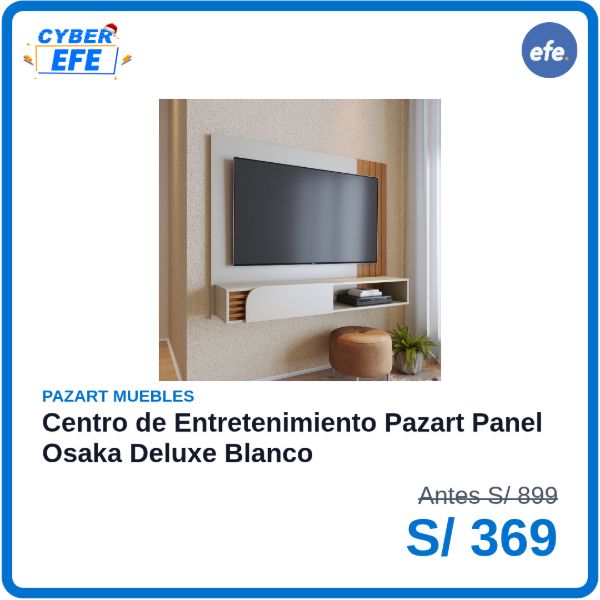 CYBER
EFE
efe.
PAZART MUEBLES
Centro de Entretenimiento Pazart Panel
Osaka Deluxe Blanco
Antes S/ 899
S/ 369